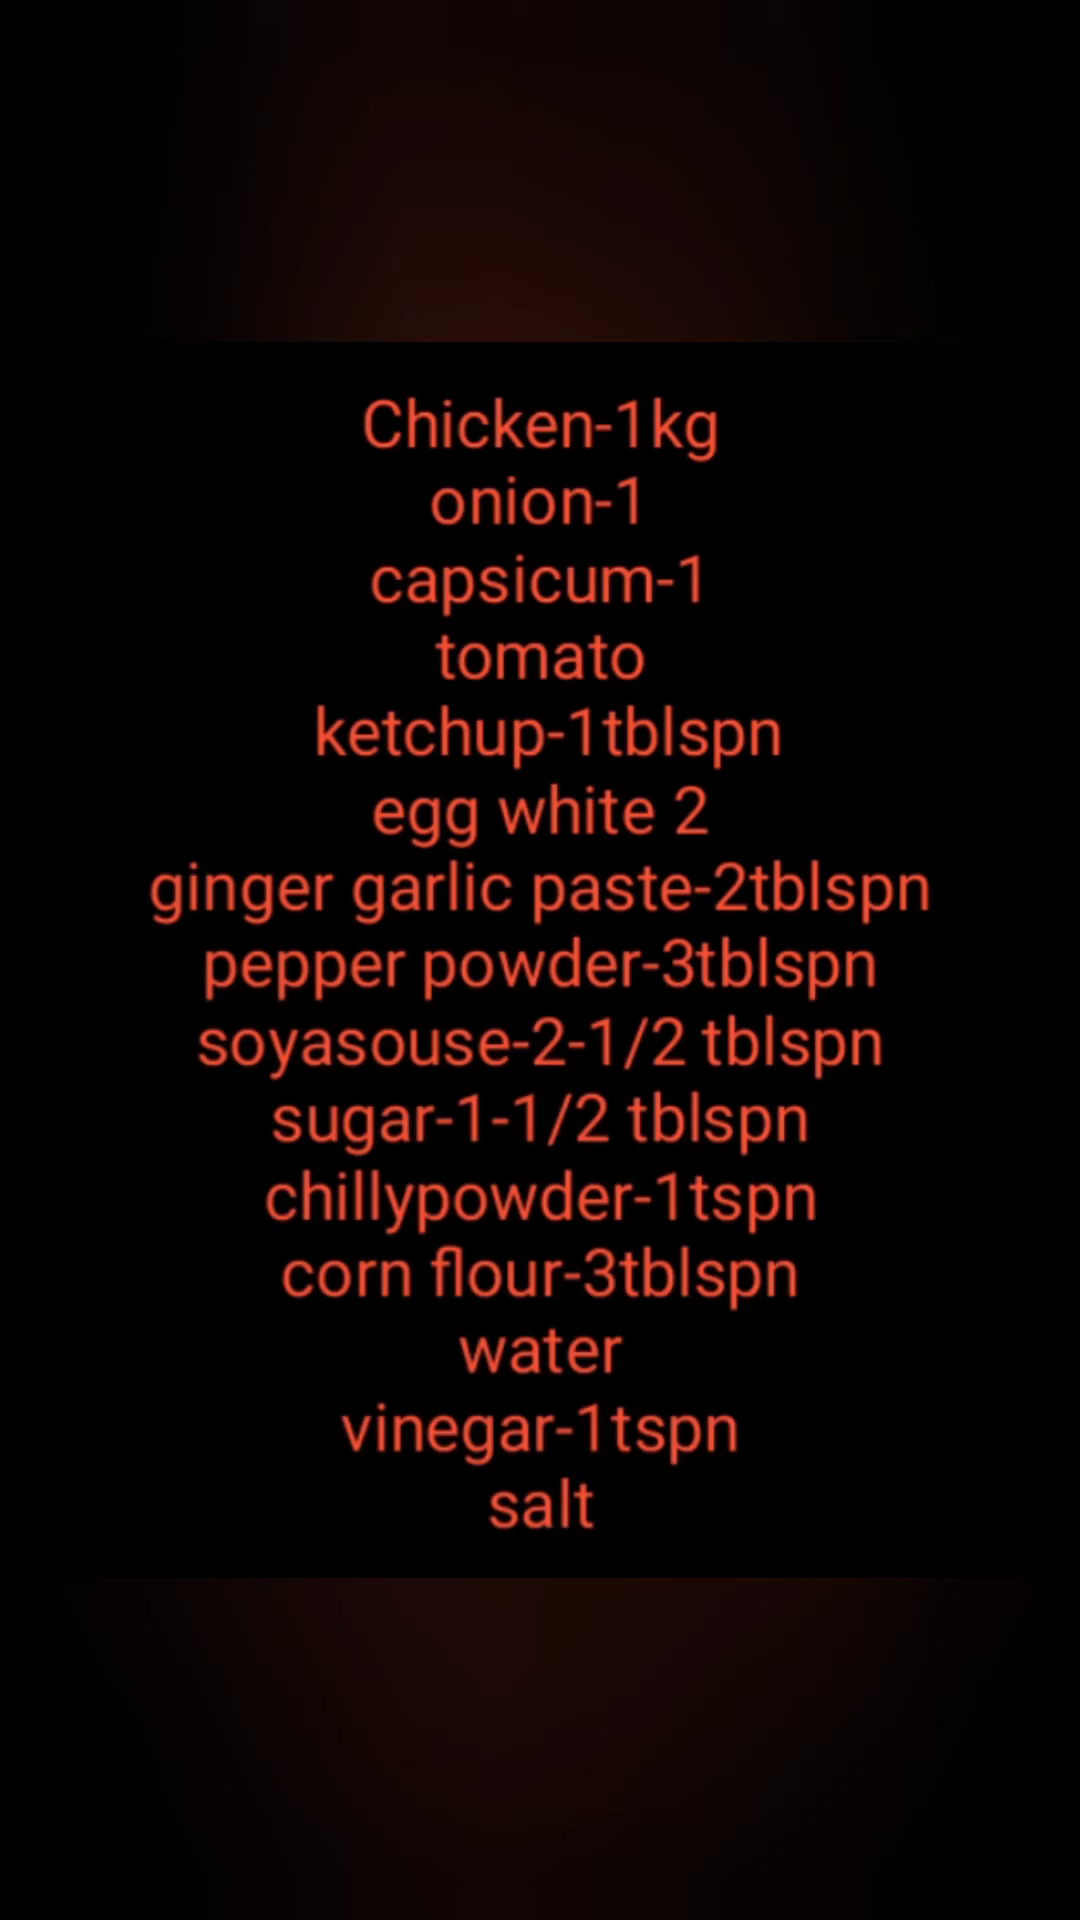 Chicken-1kg
onion-1
capsicum-1
tomato
ketchup-1tblspn
egg white 2
ginger garlic paste-2tblspn
pepper powder-3tblspn
soyasouse-2-1/2 tblspn
sugar-1-1/2 tblspn
chillypowder-1tspn
corn flour-3tblspn
water
vinegar-1tspn
salt